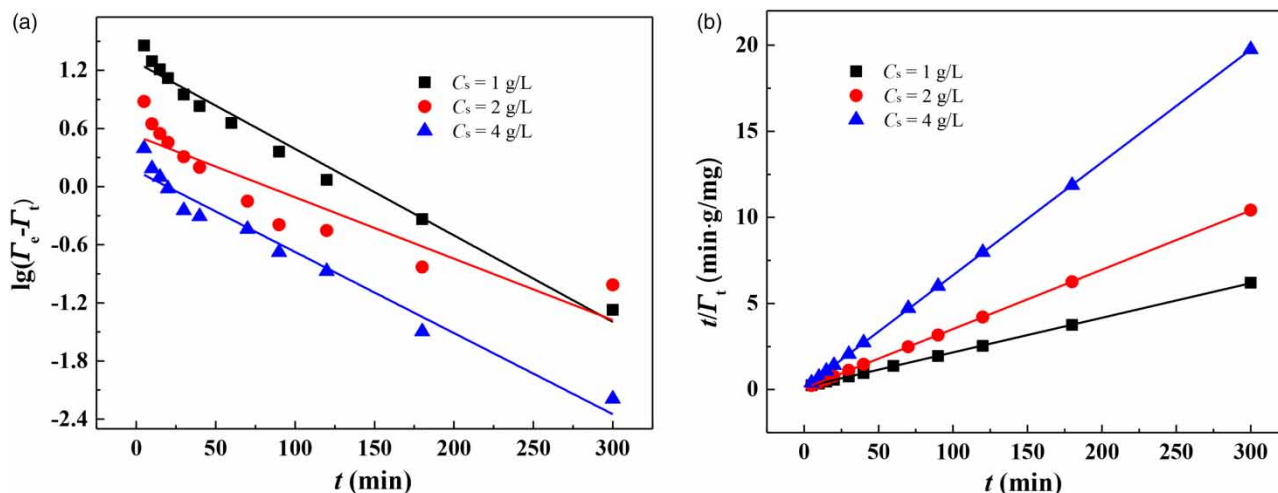 (a)
1.2
0.6
0.0
-0.6
-1.2
-1.8
-2.4
lg(Γe-Γt)
Cs = 1 g/L
Cs = 2 g/L
Cs = 4 g/L
0 50 100 150 200 250 300
t (min)
(b)
20
15
10
5
0
t/Γt (min·g/mg)
Cs = 1 g/L
Cs = 2 g/L
Cs = 4 g/L
0 50 100 150 200 250 300
t (min)